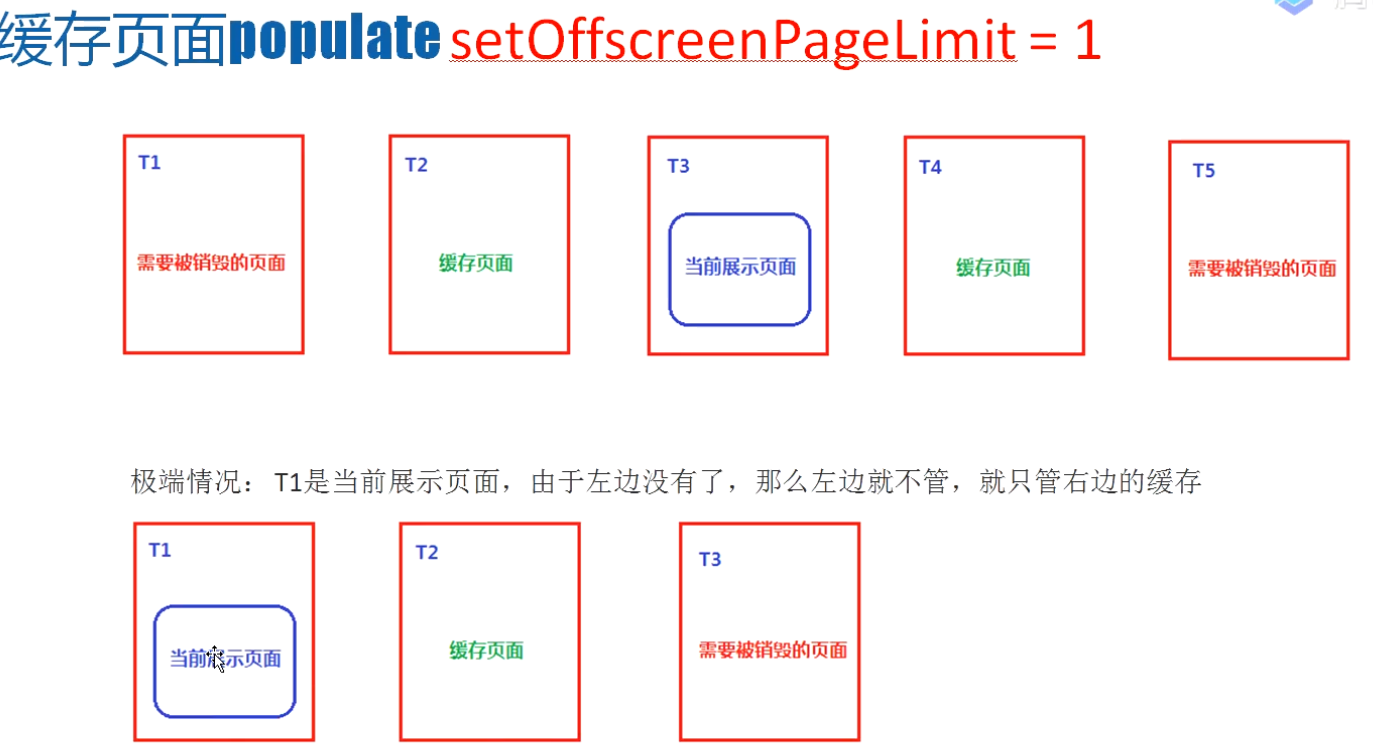 缓存页面populate setOffscreenPageLimit = 1
T1
需要被销毁的页面
T2
缓存页面
T3
当前展示页面
T4
缓存页面
T5
需要被销毁的页面
极端情况：T1是当前展示页面，由于左边没有了，那么左边就不管，就只管右边的缓存
T1
当前展示页面
T2
缓存页面
T3
需要被销毁的页面